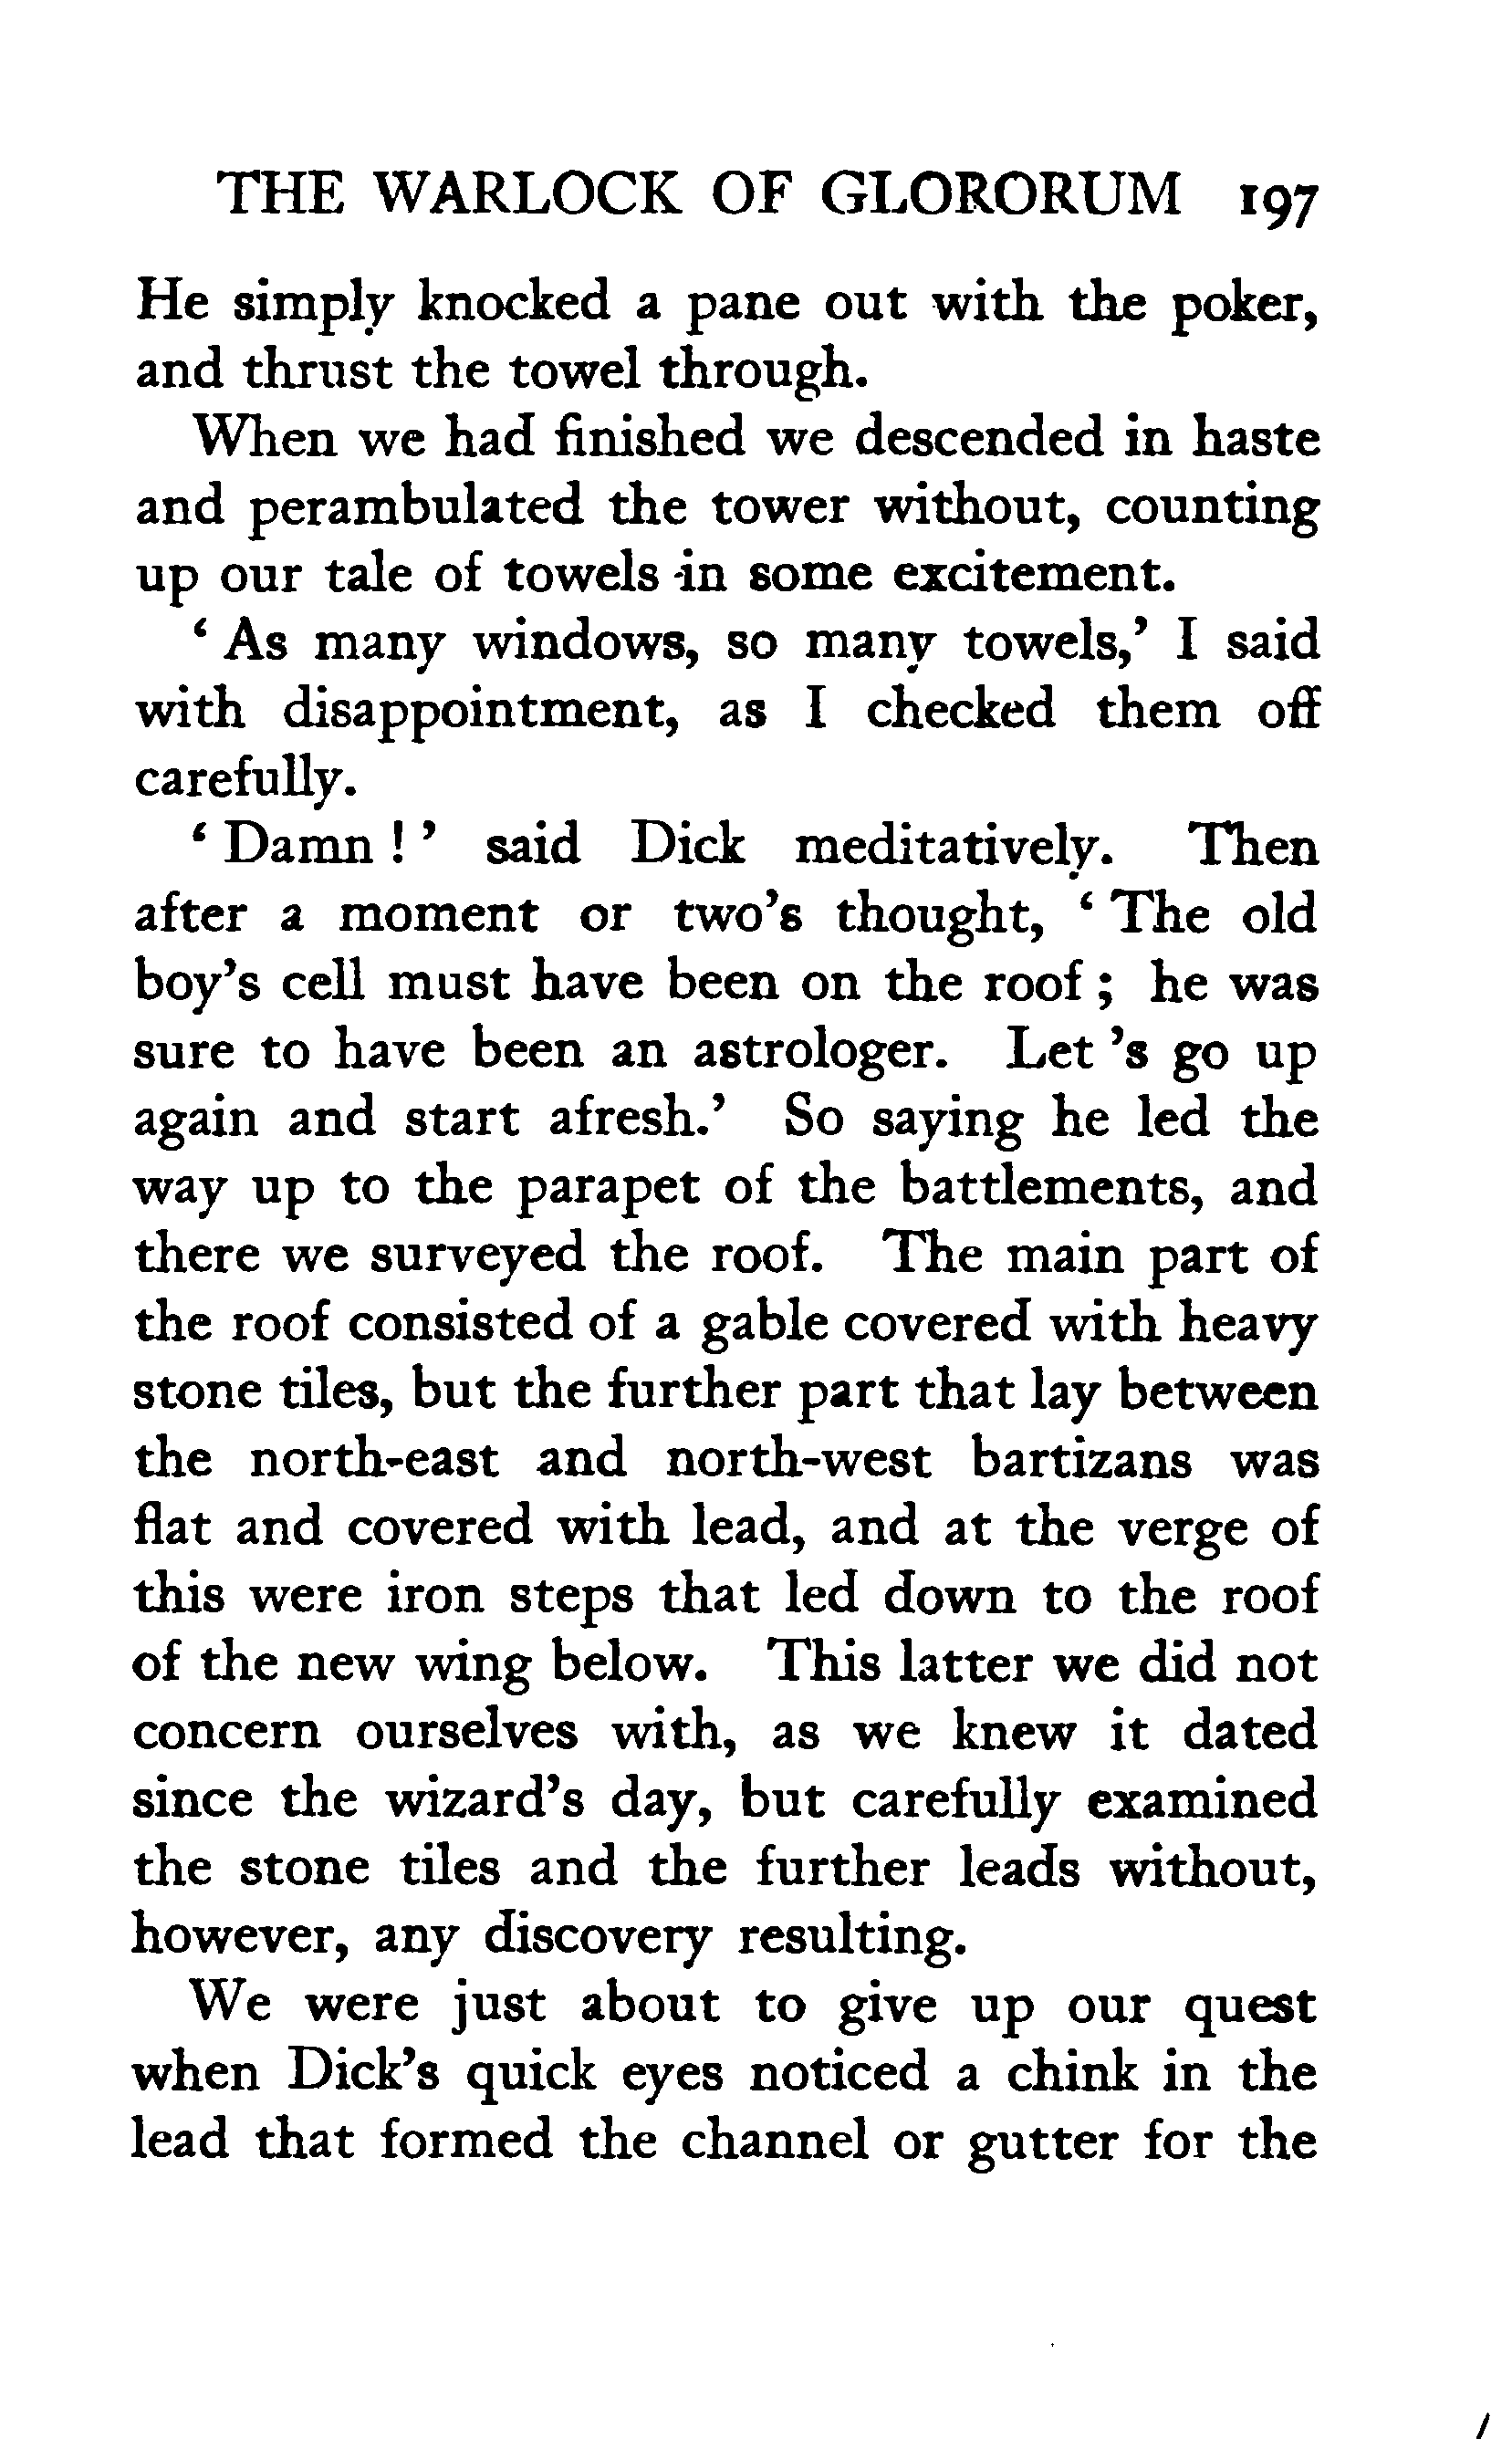 THE WARLOCK OF GLORORUM 197
He simply knocked a pane out with the poker,
and thrust the towel through.
When we had finished we descended in haste
and perambulated the tower without, counting
up our tale of towels in some excitement.
‘ As many windows, so many towels,’ I said
with disappointment, as I checked them off
carefully.
‘ Damn ! ’ said Dick meditatively. Then
after a moment or two’s thought, ‘ The old
boy’s cell must have been on the roof ; he was
sure to have been an astrologer. Let ’s go up
again and start afresh.’ So saying he led the
way up to the parapet of the battlements, and
there we surveyed the roof. The main part of
the roof consisted of a gable covered with heavy
stone tiles, but the further part that lay between
the north-east and north-west bartizans was
flat and covered with lead, and at the verge of
this were iron steps that led down to the roof
of the new wing below. This latter we did not
concern ourselves with, as we knew it dated
since the wizard’s day, but carefully examined
the stone tiles and the further leads without,
however, any discovery resulting.
We were just about to give up our quest
when Dick’s quick eyes noticed a chink in the
lead that formed the channel or gutter for the